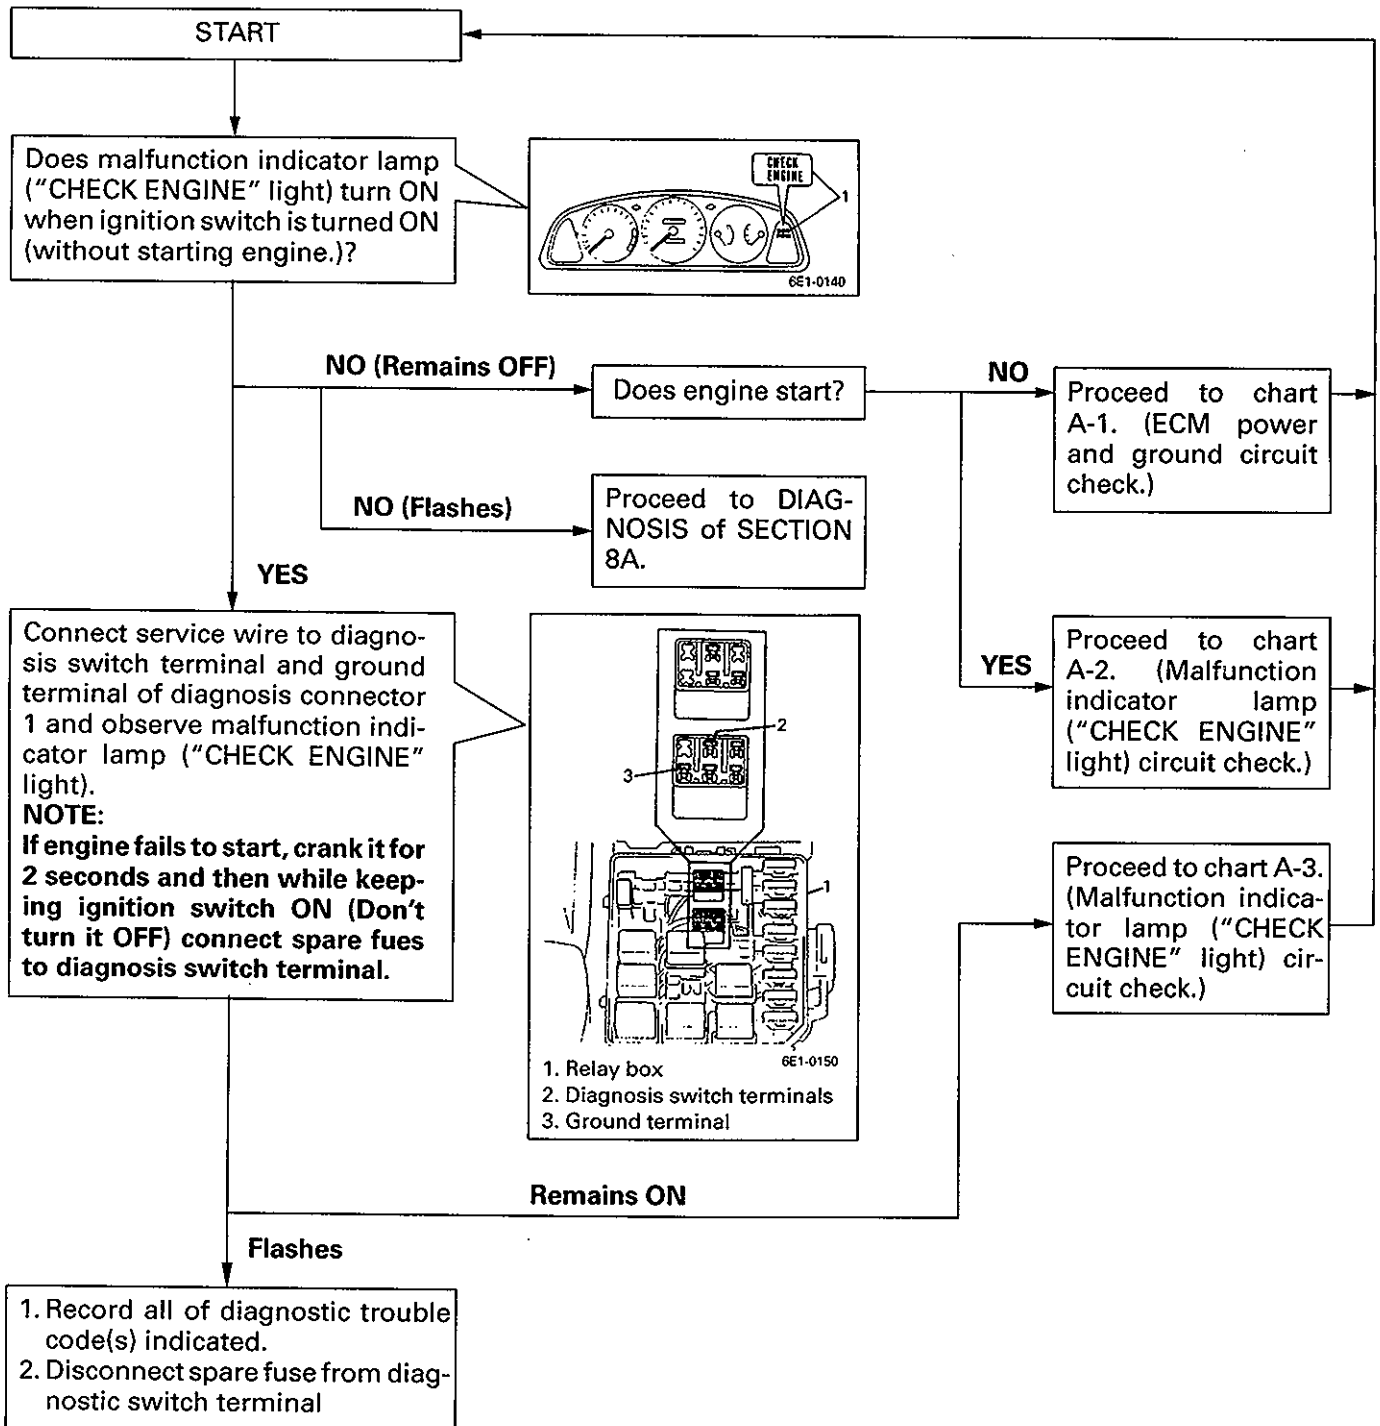 START
Does malfunction indicator lamp
("CHECK ENGINE" light) turn ON
when ignition switch is turned ON
(without starting engine.)?
CHECK
ENGINE
1
6E1-0140
NO (Remains OFF)
Does engine start?
NO
Proceed to chart
A-1. (ECM power
and ground circuit
check.)
NO (Flashes)
Proceed to DIAG-
NOSIS of SECTION
8A.
YES
Proceed to chart
A-2. (Malfunction
indicator lamp
("CHECK ENGINE"
light) circuit check.)
YES
Connect service wire to diagno-
sis switch terminal and ground
terminal of diagnosis connector
1 and observe malfunction indi-
cator lamp ("CHECK ENGINE"
light).
NOTE:
If engine fails to start, crank it for
2 seconds and then while keep-
ing ignition switch ON (Don't
turn it OFF) connect spare fues
to diagnosis switch terminal.
2
3
1
6E1-0150
1. Relay box
2. Diagnosis switch terminals
3. Ground terminal
Proceed to chart A-3.
(Malfunction indica-
tor lamp ("CHECK
ENGINE" light) cir-
cuit check.)
Remains ON
Flashes
1. Record all of diagnostic trouble
code(s) indicated.
2. Disconnect spare fuse from diag-
nostic switch terminal